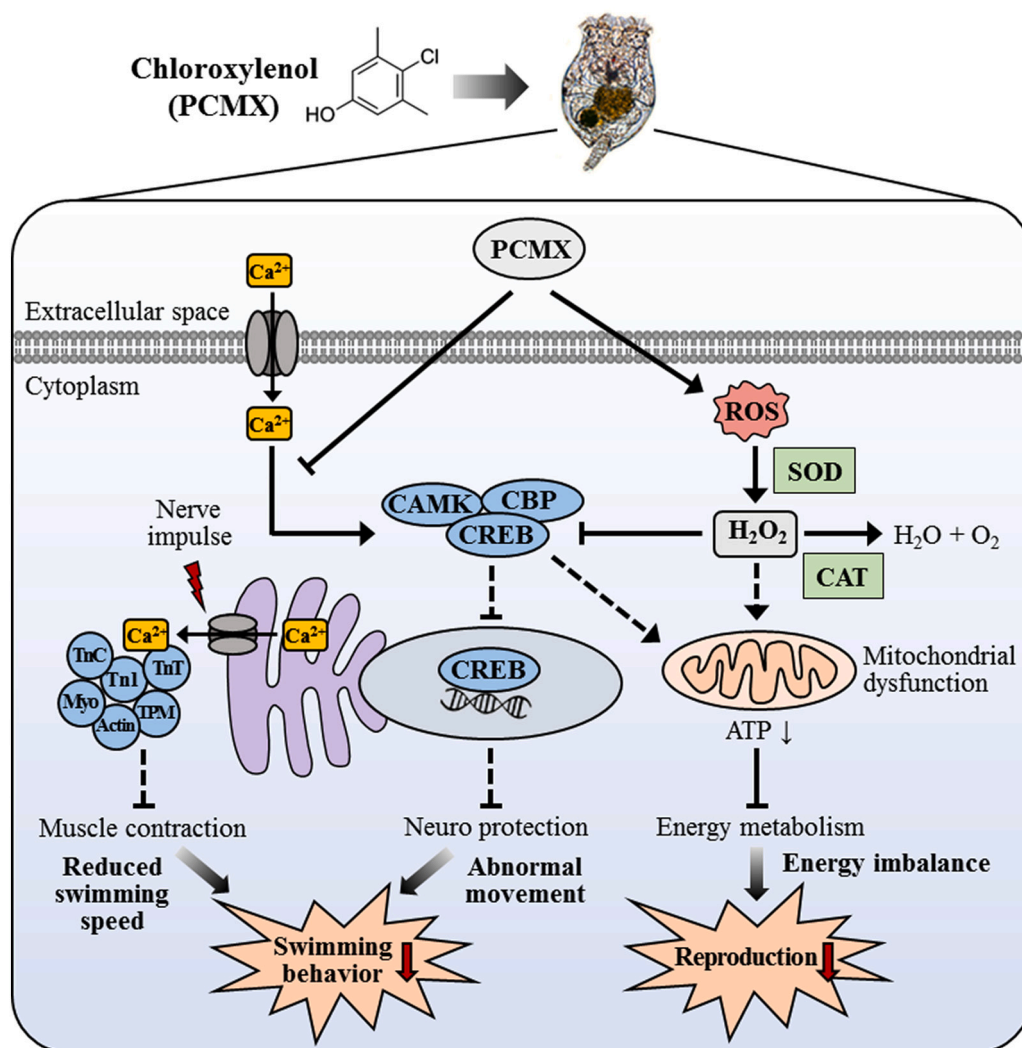 Chloroxylenol
(PCMX)
Cl
HO
PCMX
Ca²⁺
Extracellular space
Cytoplasm
Ca²⁺
ROS
SOD
CAMK
CBP
CREB
H₂O₂
H₂O + O₂
CAT
Nerve
impulse
Ca²⁺
Ca²⁺
TnC
Tn1
TnT
Myo
Actin
TPM
CREB
Mitochondrial
dysfunction
ATP ↓
Muscle contraction
Neuro protection
Energy metabolism
Reduced
swimming
speed
Abnormal
movement
Energy imbalance
Swimming
behavior
Reproduction